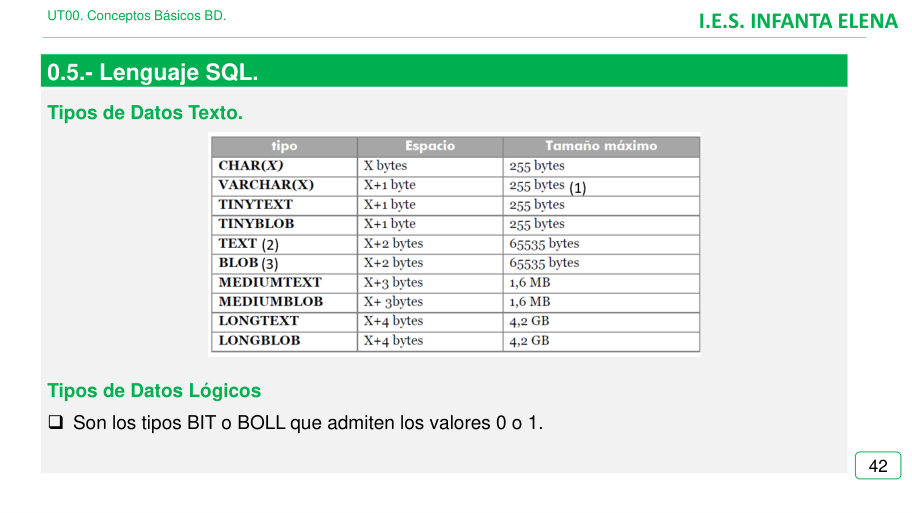 UT00. Conceptos Básicos BD.
I.E.S. INFANTA ELENA
0.5.- Lenguaje SQL.
Tipos de Datos Texto.
tipo Espacio Tamaño máximo
CHAR(X) X bytes 255 bytes
VARCHAR(X) X+1 byte 255 bytes (1)
TINYTEXT X+1 byte 255 bytes
TINYBLOB X+1 byte 255 bytes
TEXT (2) X+2 bytes 65535 bytes
BLOB (3) X+2 bytes 65535 bytes
MEDIUMTEXT X+3 bytes 1,6 MB
MEDIUMBLOB X+ 3bytes 1,6 MB
LONGTEXT X+4 bytes 4,2 GB
LONGBLOB X+4 bytes 4,2 GB
Tipos de Datos Lógicos
Son los tipos BIT o BOLL que admiten los valores 0 o 1.
42